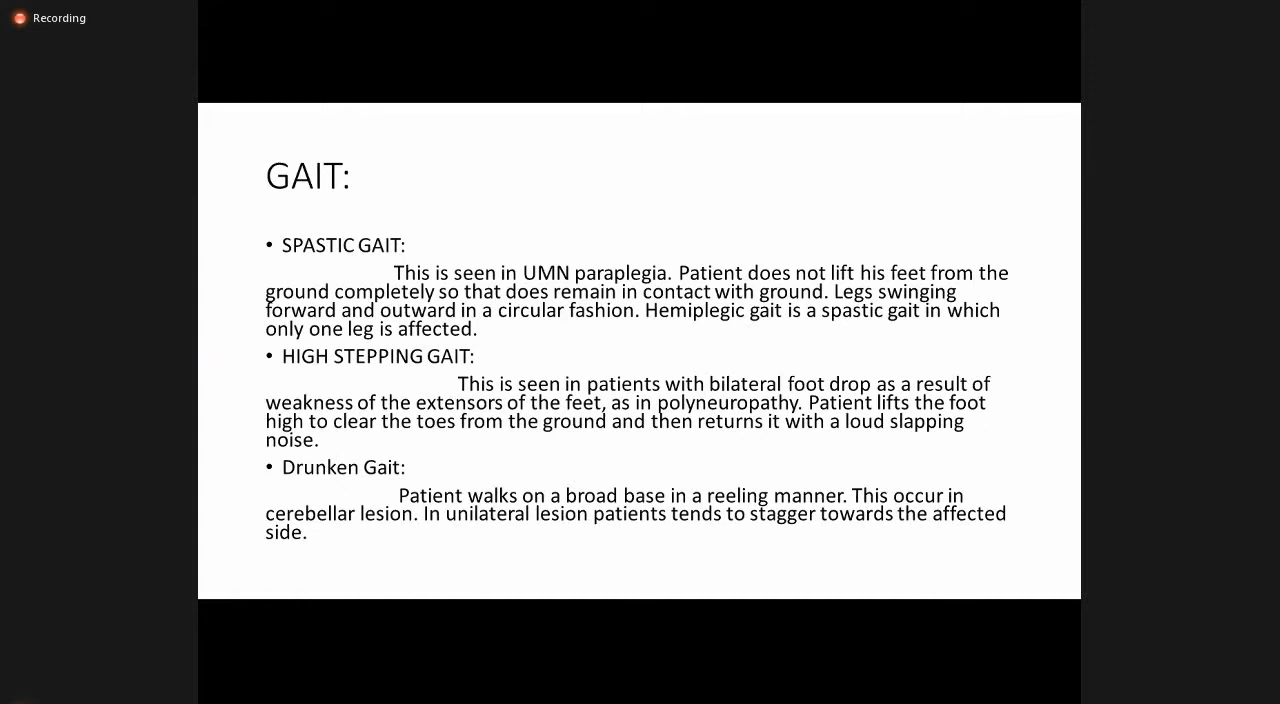 Recording
GAIT:
• SPASTIC GAIT:
This is seen in UMN paraplegia. Patient does not lift his feet from the
ground completely so that does remain in contact with ground. Legs swinging
forward and outward in a circular fashion. Hemiplegic gait is a spastic gait in which
only one leg is affected.
• HIGH STEPPING GAIT:
This is seen in patients with bilateral foot drop as a result of
weakness of the extensors of the feet, as in polyneuropathy. Patient lifts the foot
high to clear the toes from the ground and then returns it with a loud slapping
noise.
• Drunken Gait:
Patient walks on a broad base in a reeling manner. This occur in
cerebellar lesion. In unilateral lesion patients tends to stagger towards the affected
side.